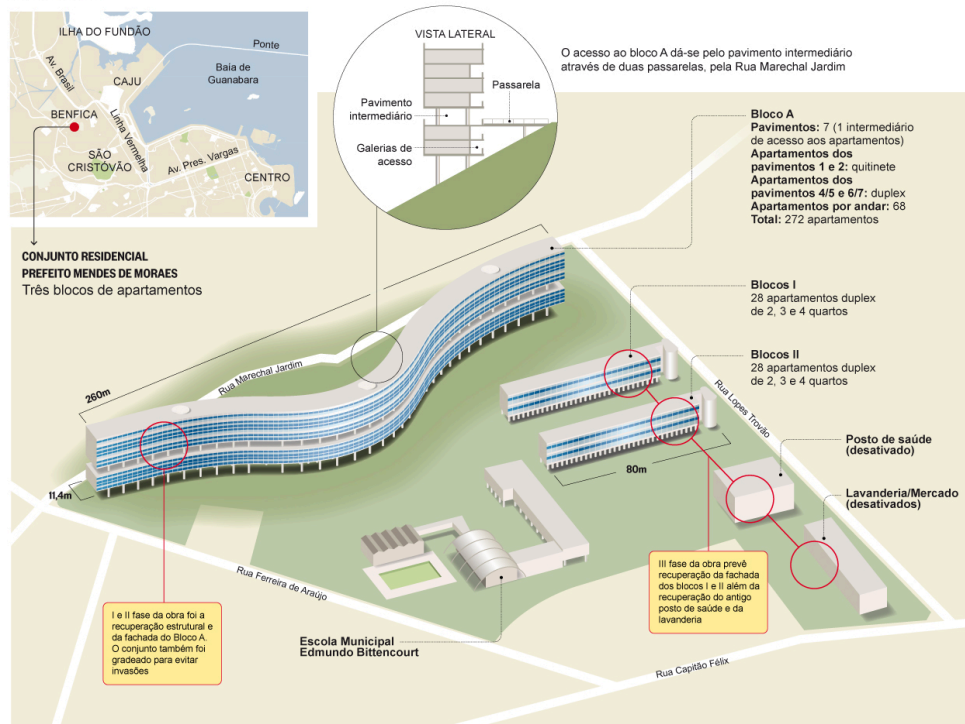 ILHA DO FUNDÃO
Ponte
Av. Brasil
Baía de
Guanabara
CAJU
BENFICA
Linha Vermelha
SÃO
CRISTÓVÃO
Av. Pres. Vargas
CENTRO
CONJUNTO RESIDENCIAL
PREFEITO MENDES DE MORAES
Três blocos de apartamentos
VISTA LATERAL
Passarela
Pavimento
intermediário
Galerias de
acesso
O acesso ao bloco A dá-se pelo pavimento intermediário
através de duas passarelas, pela Rua Marechal Jardim
Bloco A
Pavimentos: 7 (1 intermediário
de acesso aos apartamentos)
Apartamentos dos
pavimentos 1 e 2: quitinete
Apartamentos dos
pavimentos 4/5 e 6/7: duplex
Apartamentos por andar: 68
Total: 272 apartamentos
Blocos I
28 apartamentos duplex
de 2, 3 e 4 quartos
Blocos II
28 apartamentos duplex
de 2, 3 e 4 quartos
Rua Marechal Jardim
260m
11,4m
80m
Rua Lopes Trovão
Posto de saúde
(desativado)
Lavanderia/Mercado
(desativados)
Rua Ferreira de Araújo
I e II fase da obra foi a
recuperação estrutural e
da fachada do Bloco A.
O conjunto também foi
gradeado para evitar
invasões
Escola Municipal
Edmundo Bittencourt
III fase da obra prevê
recuperação da fachada
dos blocos I e II além da
recuperação do antigo
posto de saúde e da
lavanderia
Rua Capitão Félix